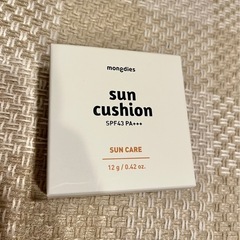 mongdies
sun
cushion
SPF43 PA+++
SUN CARE
12 g / 0.42 oz.